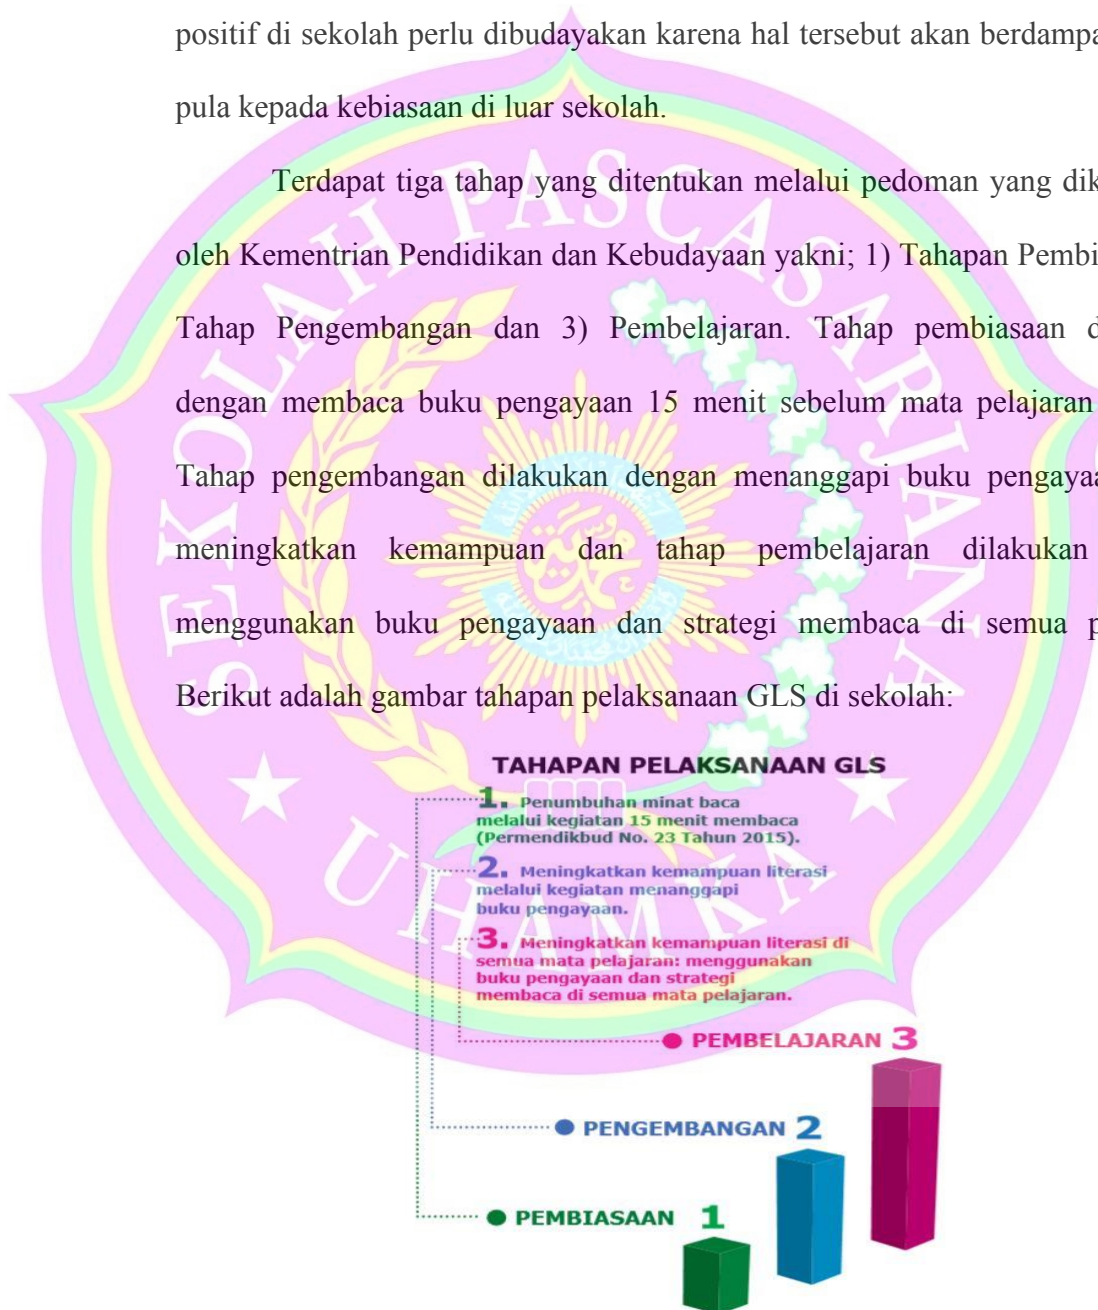 positif di sekolah perlu dibudayakan karena hal tersebut akan berdampa
pula kepada kebiasaan di luar sekolah.
Terdapat tiga tahap yang ditentukan melalui pedoman yang dik
oleh Kementrian Pendidikan dan Kebudayaan yakni; 1) Tahapan Pembi
Tahap Pengembangan dan 3) Pembelajaran. Tahap pembiasaan d
dengan membaca buku pengayaan 15 menit sebelum mata pelajaran
Tahap pengembangan dilakukan dengan menanggapi buku pengayaa
meningkatkan kemampuan dan tahap pembelajaran dilakukan
menggunakan buku pengayaan dan strategi membaca di semua p
Berikut adalah gambar tahapan pelaksanaan GLS di sekolah:
SEKOLAH PASCASARJANA
UHAMKA
TAHAPAN PELAKSANAAN GLS
1. Penumbuhan minat baca
melalui kegiatan 15 menit membaca
(Permendikbud No. 23 Tahun 2015).
2. Meningkatkan kemampuan literasi
melalui kegiatan menanggapi
buku pengayaan.
3. Meningkatkan kemampuan literasi di
semua mata pelajaran: menggunakan
buku pengayaan dan strategi
membaca di semua mata pelajaran.
PEMBELAJARAN 3
PENGEMBANGAN 2
PEMBIASAAN 1